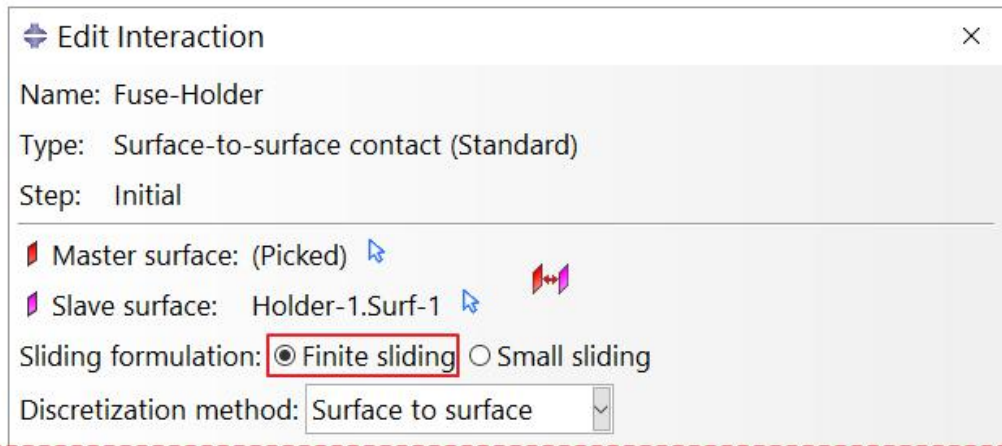 Edit Interaction
Name: Fuse-Holder
Type: Surface-to-surface contact (Standard)
Step: Initial
Master surface: (Picked)
Slave surface: Holder-1.Surf-1
Sliding formulation: Finite sliding Small sliding
Discretization method: Surface to surface